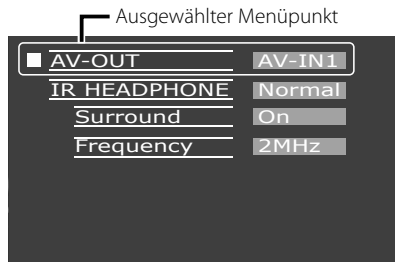 Ausgewählter Menüpunkt
AV-OUT AV-IN1
IR HEADPHONE Normal
Surround On
Frequency 2MHz